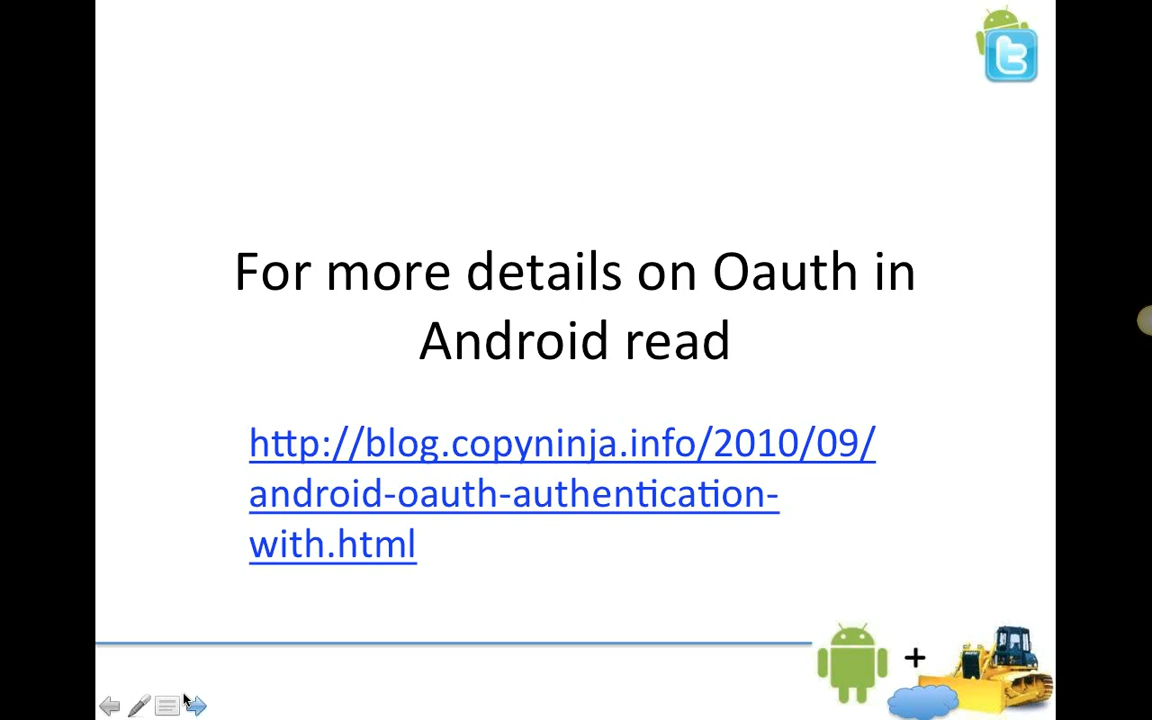 For more details on Oauth in
Android read
http://blog.copyninja.info/2010/09/
android-oauth-authentication-
with.html
+